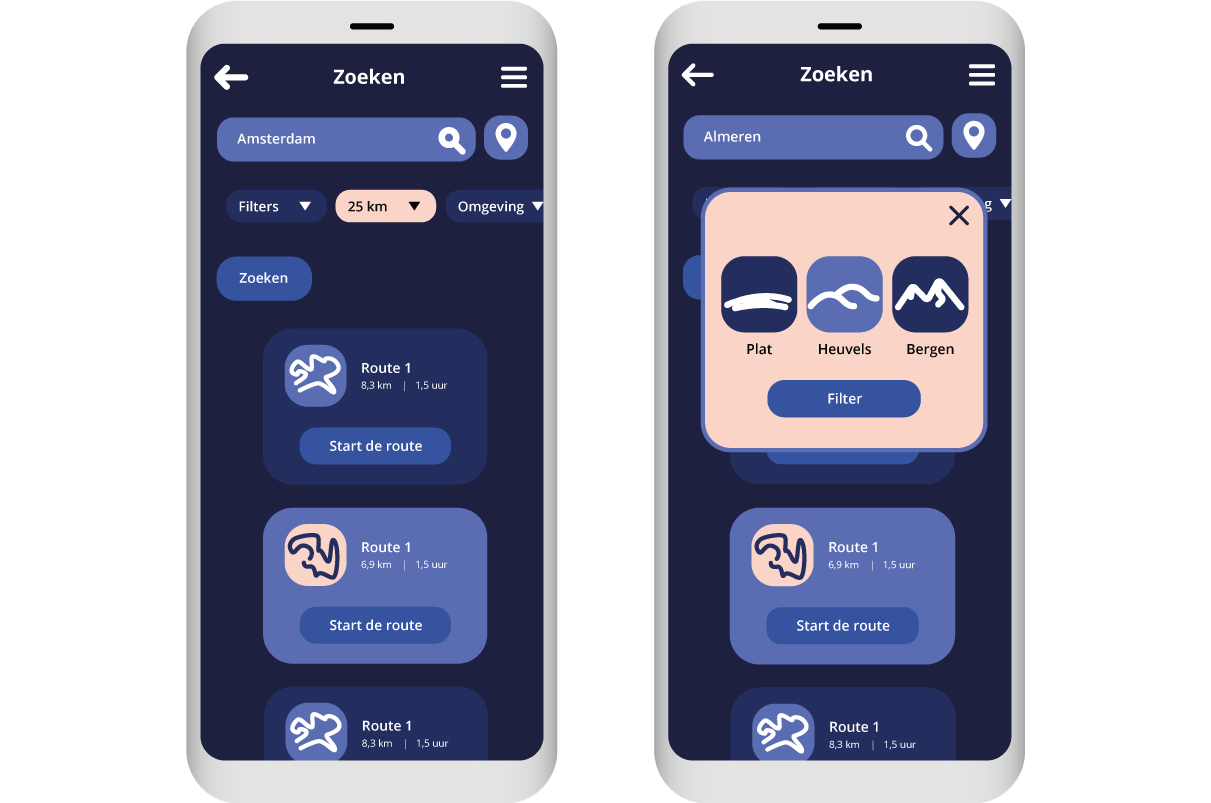 Zoeken
Amsterdam
Filters 25 km Omgeving
Zoeken
Route 1
8,3 km | 1,5 uur
Start de route
Route 1
6,9 km | 1,5 uur
Start de route
Route 1
8,3 km | 1,5 uur
Zoeken
Almeren
g
Plat Heuvels Bergen
Filter
Route 1
6,9 km | 1,5 uur
Start de route
Route 1
8,3 km | 1,5 uur